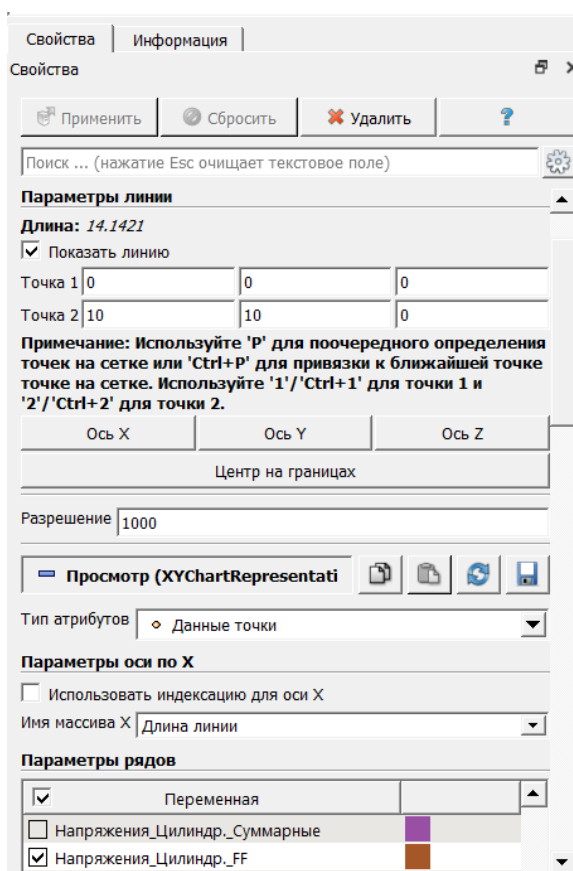 Свойства Информация
Свойства
Применить Сбросить Удалить ?
Поиск ... (нажатие Esc очищает текстовое поле)
Параметры линии
Длина: 14.1421
Показать линию
Точка 1 0 0 0
Точка 2 10 10 0
Примечание: Используйте 'P' для поочередного определения
точек на сетке или 'Ctrl+P' для привязки к ближайшей точке
точке на сетке. Используйте '1'/'Ctrl+1' для точки 1 и
'2'/'Ctrl+2' для точки 2.
Ось X Ось Y Ось Z
Центр на границах
Разрешение 1000
Просмотр (XYChartRepresentati
Тип атрибутов Данные точки
Параметры оси по X
Использовать индексацию для оси X
Имя массива X Длина линии
Параметры рядов
Переменная
Напряжения_Цилиндр._Суммарные
Напряжения_Цилиндр._FF